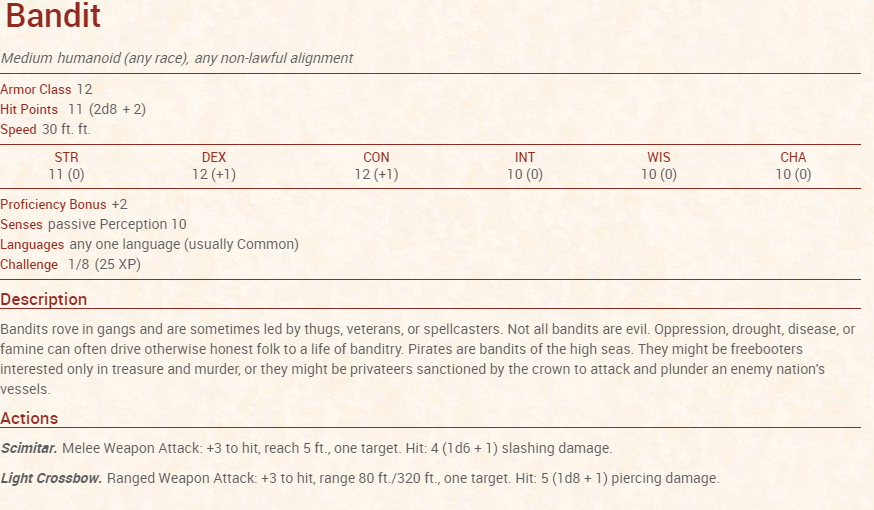 Bandit
Medium humanoid (any race), any non-lawful alignment
Armor Class 12
Hit Points 11 (2d8 + 2)
Speed 30 ft. ft.
STR DEX CON INT WIS CHA
11 (0) 12 (+1) 12 (+1) 10 (0) 10 (0) 10 (0)
Proficiency Bonus +2
Senses passive Perception 10
Languages any one language (usually Common)
Challenge 1/8 (25 XP)
Description
Bandits rove in gangs and are sometimes led by thugs, veterans, or spellcasters. Not all bandits are evil. Oppression, drought, disease, or
famine can often drive otherwise honest folk to a life of banditry. Pirates are bandits of the high seas. They might be freebooters
interested only in treasure and murder, or they might be privateers sanctioned by the crown to attack and plunder an enemy nation's
vessels.
Actions
Scimitar. Melee Weapon Attack: +3 to hit, reach 5 ft., one target. Hit: 4 (1d6 + 1) slashing damage.
Light Crossbow. Ranged Weapon Attack: +3 to hit, range 80 ft./320 ft., one target. Hit: 5 (1d8 + 1) piercing damage.